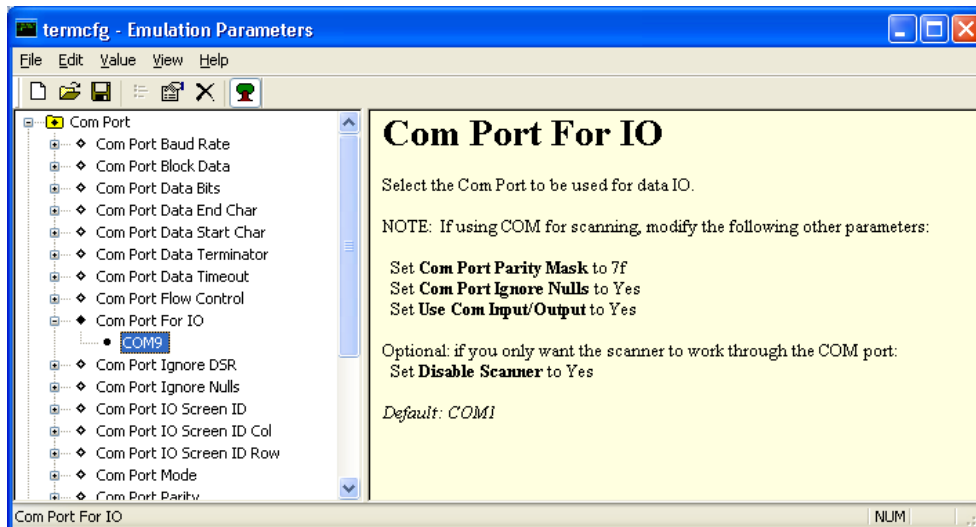 termcfg - Emulation Parameters
File Edit Value View Help
Com Port
Com Port Baud Rate
Com Port Block Data
Com Port Data Bits
Com Port Data End Char
Com Port Data Start Char
Com Port Data Terminator
Com Port Data Timeout
Com Port Flow Control
Com Port For IO
COM9
Com Port Ignore DSR
Com Port Ignore Nulls
Com Port IO Screen ID
Com Port IO Screen ID Col
Com Port IO Screen ID Row
Com Port Mode
Com Port Parity
Com Port For IO
Select the Com Port to be used for data IO.
NOTE: If using COM for scanning, modify the following other parameters:
Set Com Port Parity Mask to 7f
Set Com Port Ignore Nulls to Yes
Set Use Com Input/Output to Yes
Optional: if you only want the scanner to work through the COM port:
Set Disable Scanner to Yes
Default: COM1
Com Port For IO NUM